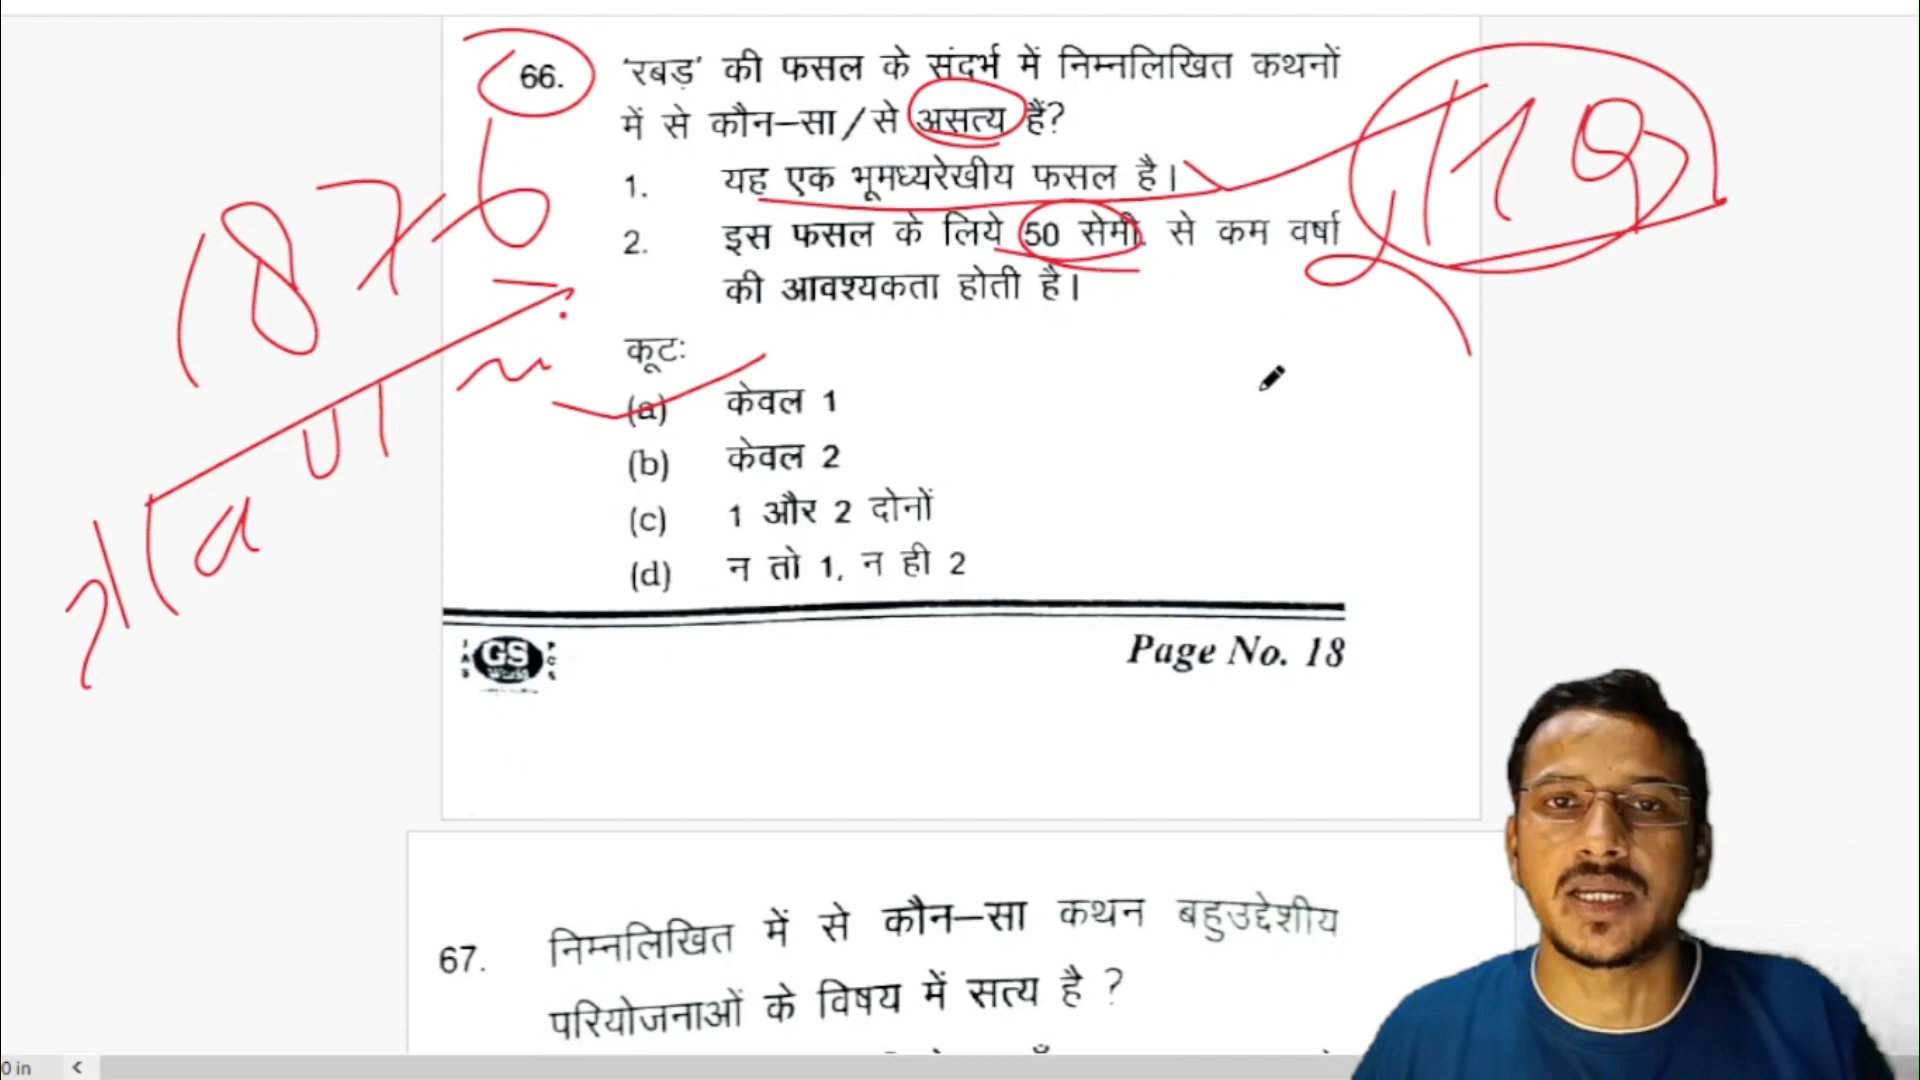 66. 'रबड़' की फसल के संदर्भ में निम्नलिखित कथनों
में से कौन–सा/से असत्य हैं?
1. यह एक भूमध्यरेखीय फसल है।
2. इस फसल के लिये 50 सेमी. से कम वर्षा
की आवश्यकता होती है।
कूटः
(a) केवल 1
(b) केवल 2
(c) 1 और 2 दोनों
(d) न तो 1, न ही 2
GS World
Page No. 18
67. निम्नलिखित में से कौन–सा कथन बहुउद्देशीय
परियोजनाओं के विषय में सत्य है ?
1876
0 in